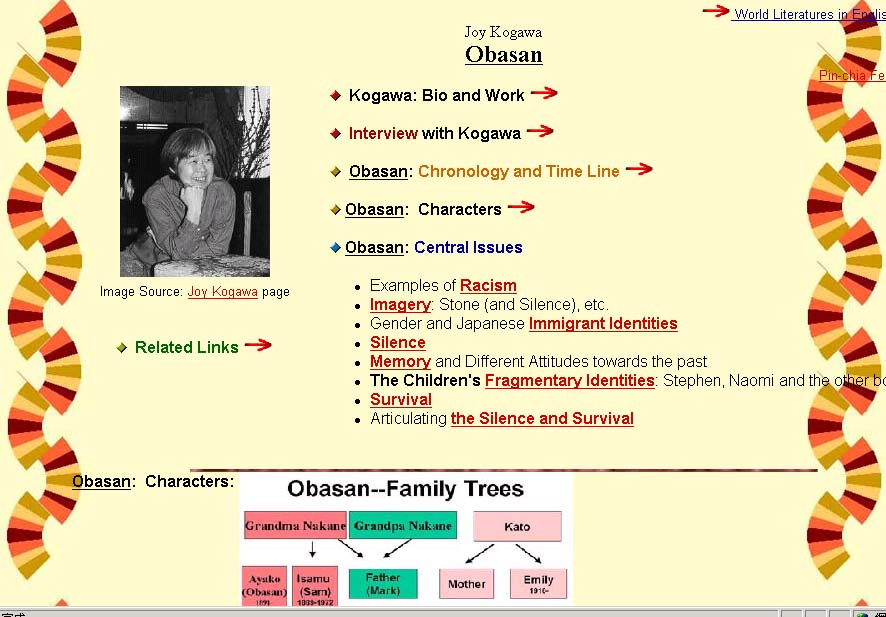 World Literatures in Englis
Joy Kogawa
Obasan
Pin-chia Fe
Kogawa: Bio and Work
Interview with Kogawa
Obasan: Chronology and Time Line
Obasan: Characters
Obasan: Central Issues
Image Source: Joy Kogawa page
Related Links
Examples of Racism
Imagery: Stone (and Silence), etc.
Gender and Japanese Immigrant Identities
Silence
Memory and Different Attitudes towards the past
The Children's Fragmentary Identities: Stephen, Naomi and the other bo
Survival
Articulating the Silence and Survival
Obasan: Characters:
Obasan--Family Trees
Grandma Nakane Grandpa Nakane Kato
Ayako (Obasan) 1891-
Isamu (Sam) 1889-1972
Father (Mark)
Mother
Emily 1916-
完成